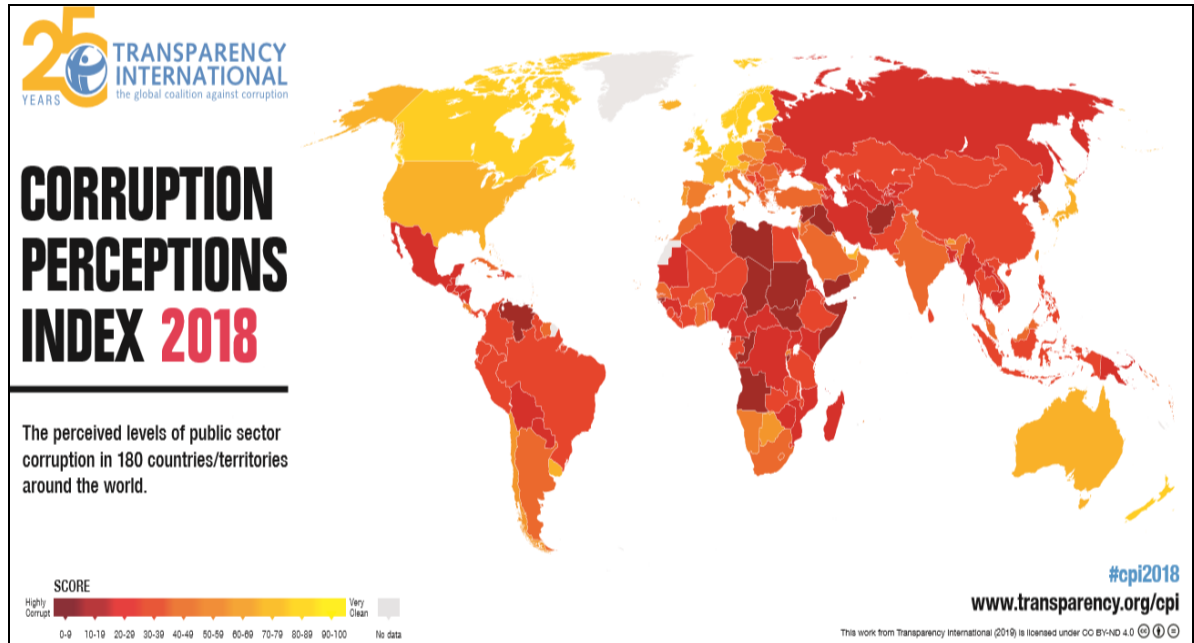 25
YEARS
TRANSPARENCY
INTERNATIONAL
the global coalition against corruption
CORRUPTION
PERCEPTIONS
INDEX 2018
The perceived levels of public sector
corruption in 180 countries/territories
around the world.
SCORE
Highly
Corrupt
Very
Clean
0-9 10-19 20-29 30-39 40-49 50-59 60-69 70-79 80-89 90-100 No data
#cpi2018
www.transparency.org/cpi
This work from Transparency International (2019) is licensed under CC BY-ND 4.0